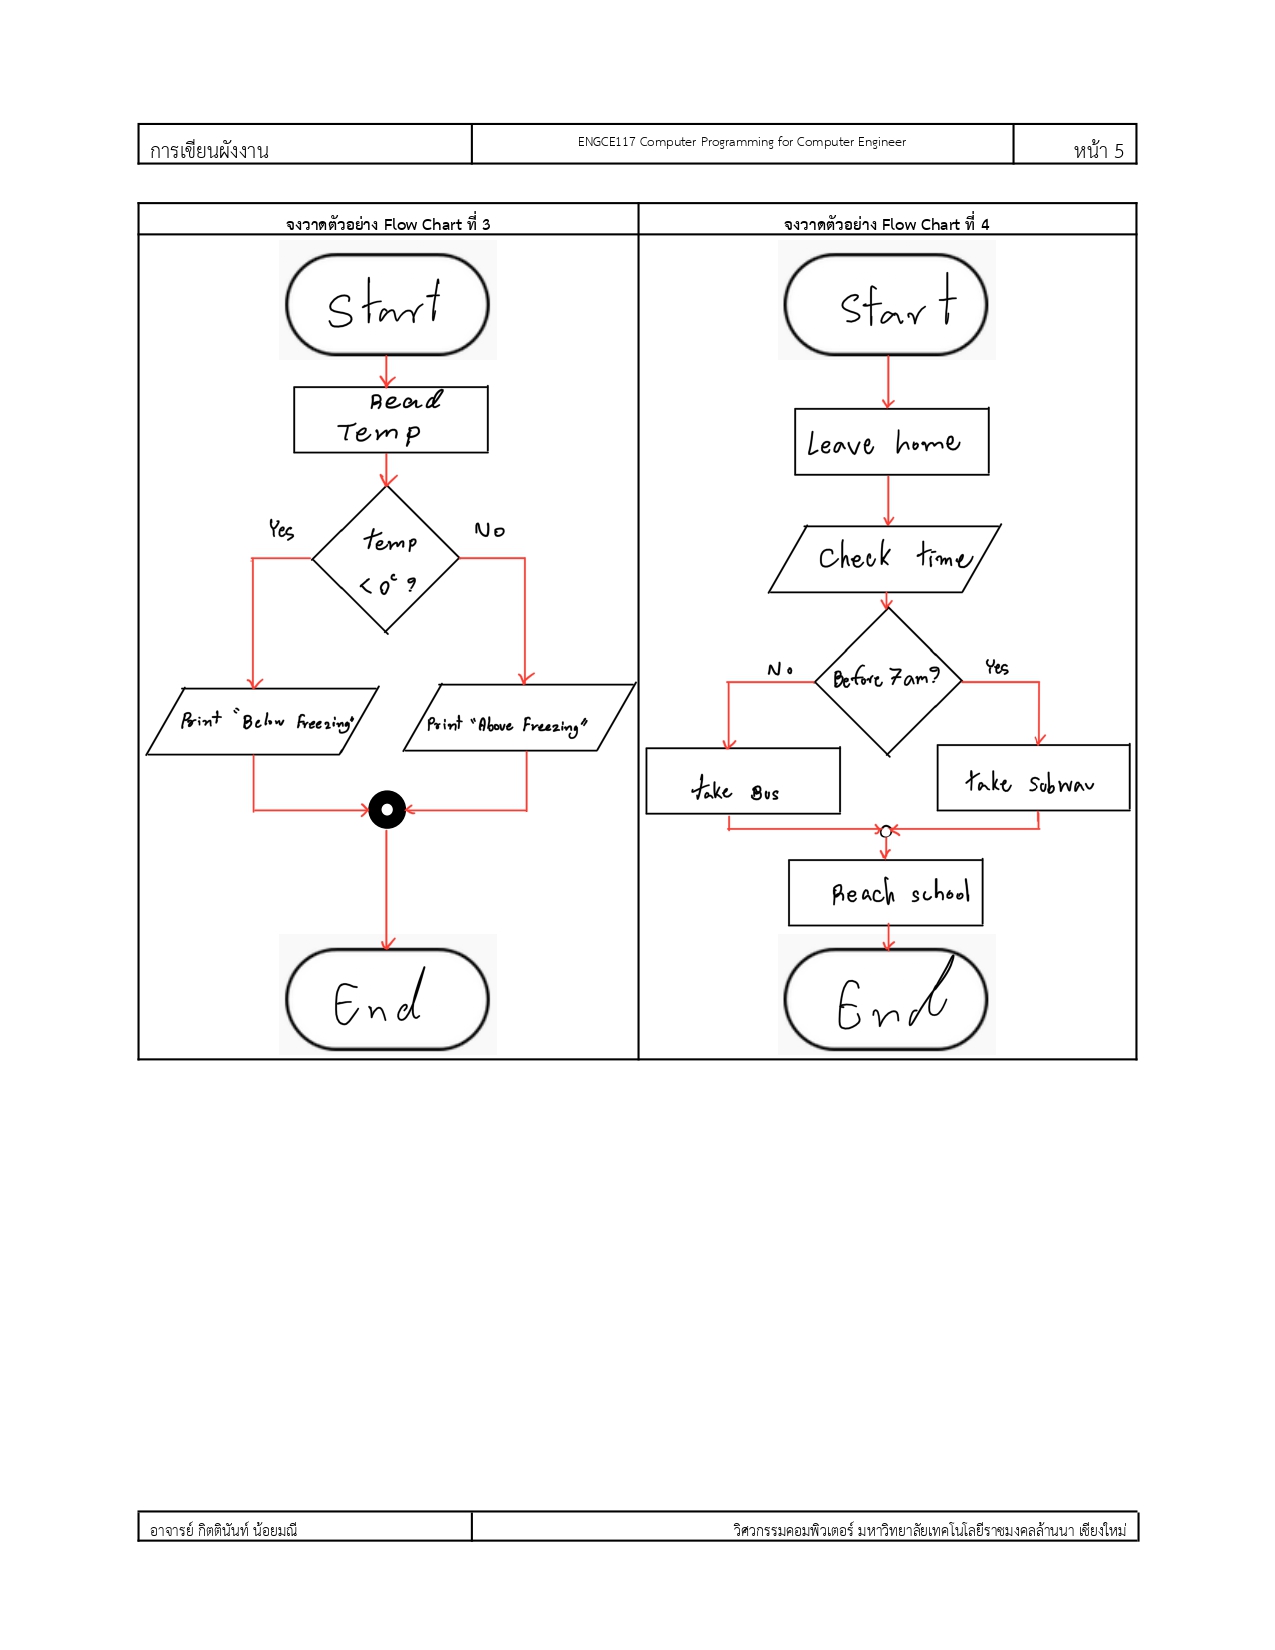 การเขียนผังงาน
ENGCE117 Computer Programming for Computer Engineer
หน้า 5
จงวาดตัวอย่าง Flow Chart ที่ 3
Start
Read
Temp
temp
< 0° ?
Yes
No
Print "Below Freezing"
Print "Above Freezing"
End
จงวาดตัวอย่าง Flow Chart ที่ 4
Start
Leave home
Check time
Before 7 am?
No
Yes
take Bus
take Subway
Reach school
End
อาจารย์ กิตตินันท์ น้อยมณี
วิศวกรรมคอมพิวเตอร์ มหาวิทยาลัยเทคโนโลยีราชมงคลล้านนา เชียงใหม่